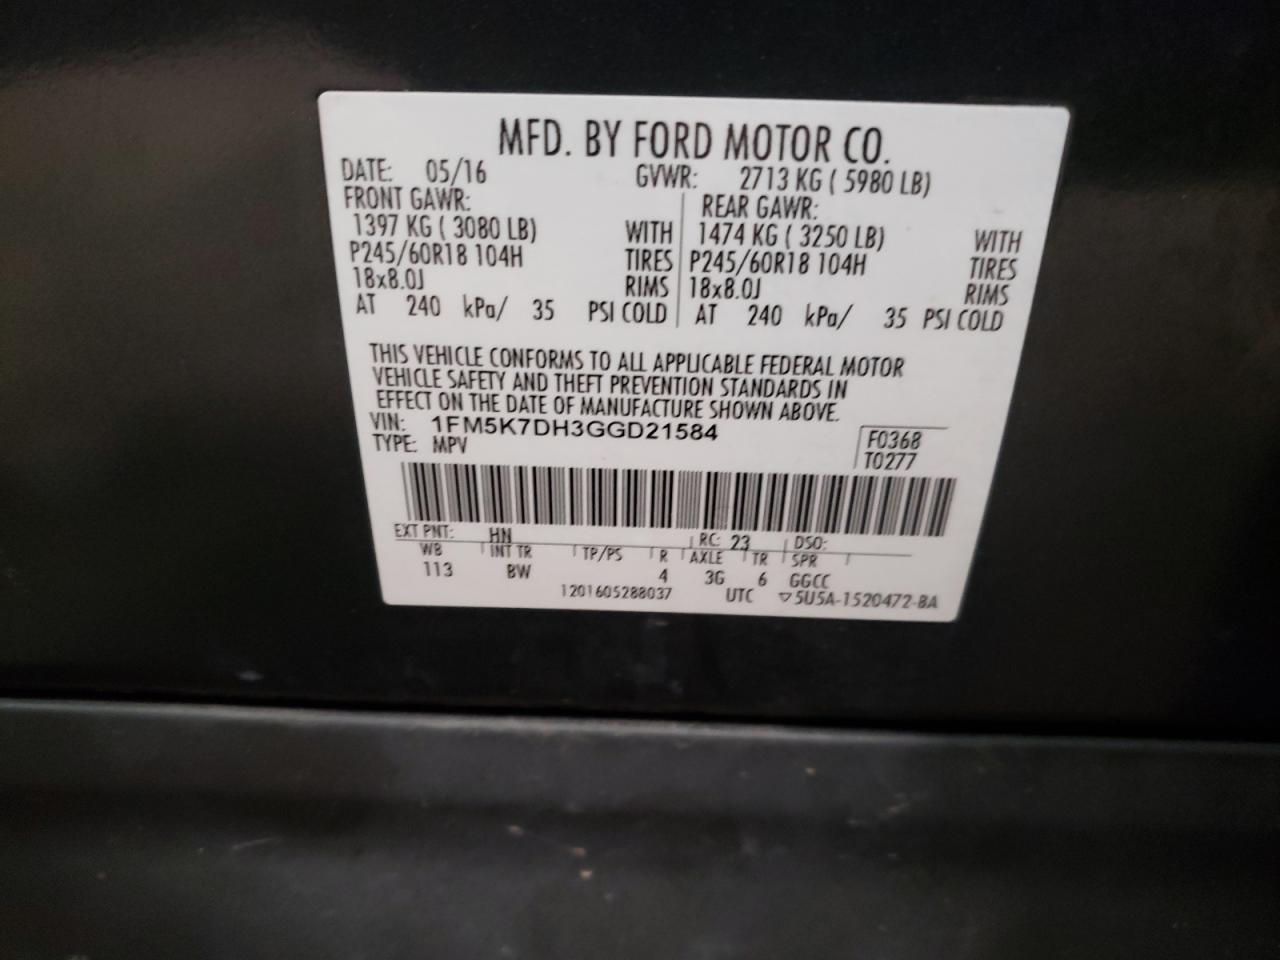 MFD. BY FORD MOTOR CO.
DATE: 05/16 GVWR: 2713 KG ( 5980 LB)
FRONT GAWR: REAR GAWR:
1397 KG ( 3080 LB) WITH 1474 KG ( 3250 LB) WITH
P245/60R18 104H TIRES P245/60R18 104H TIRES
18x8.0J RIMS 18x8.0J RIMS
AT 240 kPa/ 35 PSI COLD AT 240 kPa/ 35 PSI COLD
THIS VEHICLE CONFORMS TO ALL APPLICABLE FEDERAL MOTOR
VEHICLE SAFETY AND THEFT PREVENTION STANDARDS IN
EFFECT ON THE DATE OF MANUFACTURE SHOWN ABOVE.
VIN: 1FM5K7DH3GGD21584
TYPE: MPV
F0368
T0277
EXT PNT: HN RC: 23 DSO:
WB INT TR TP/PS R AXLE TR SPR
113 BW 4 3G 6 GGCC
1201605288037 UTC ▽5U5A-1520472-BA